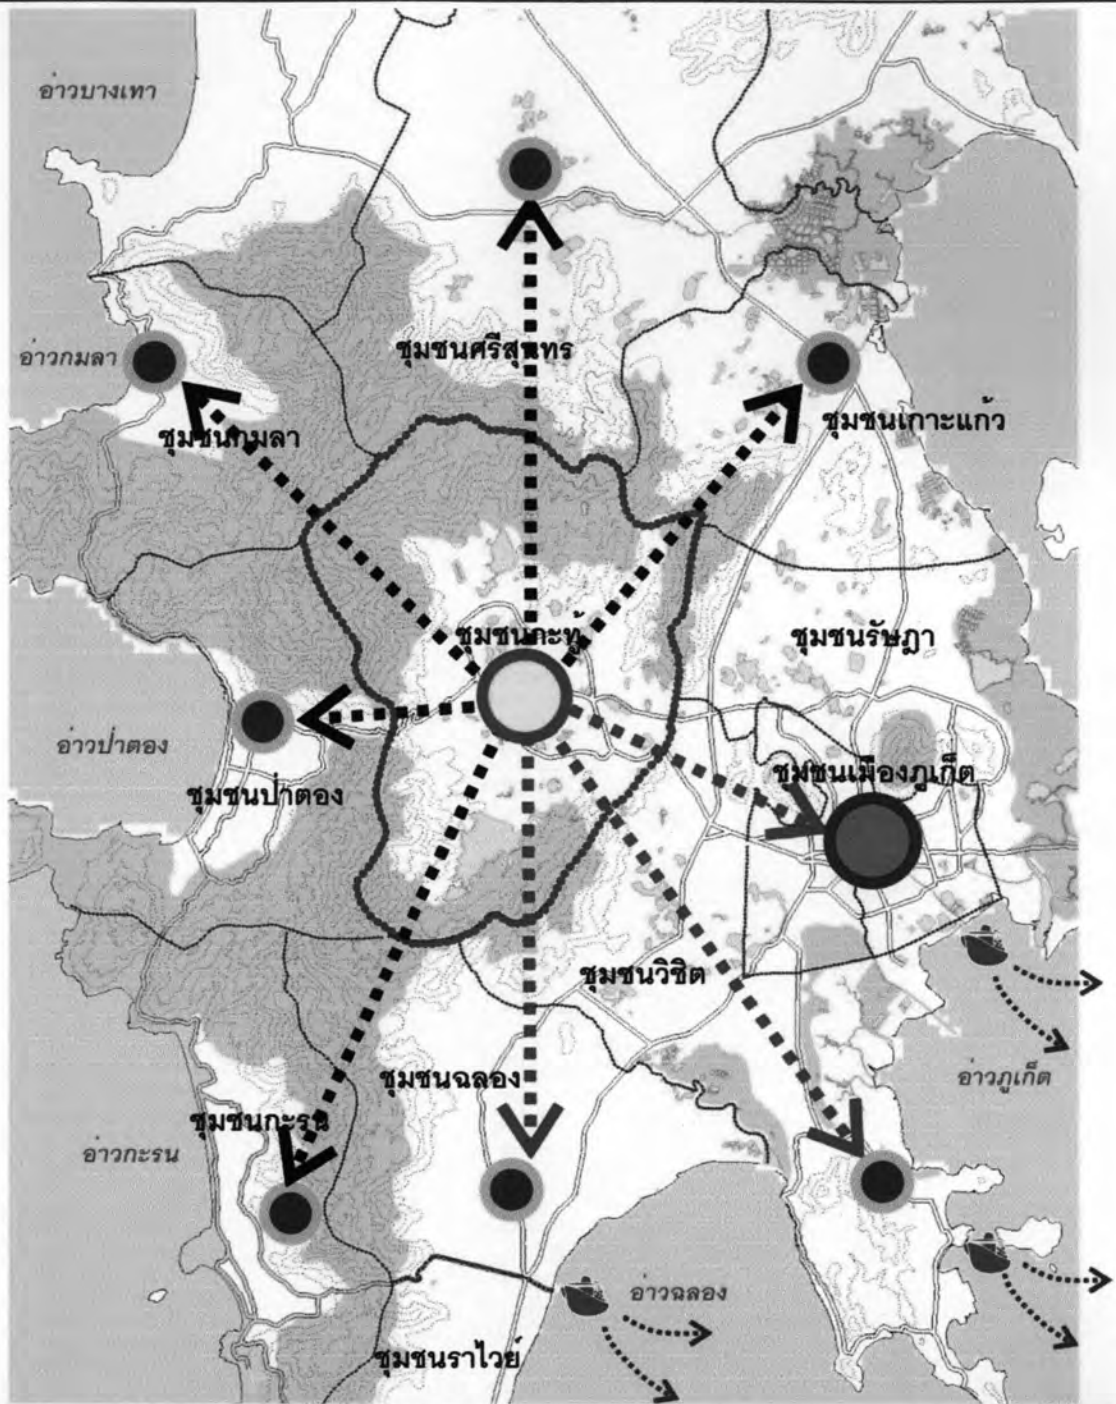 อ่าวบางเทา
ชุมชนศรีสุนทร
อ่าวกมลา
ชุมชนเกาะแก้ว
ชุมชนกมลา
ชุมชนกะทู้
ชุมชนรัษฎา
อ่าวป่าตอง
ชุมชนเมืองภูเก็ต
ชุมชนป่าตอง
ชุมชนวิชิต
ชุมชนฉลอง
อ่าวภูเก็ต
ชุมชนกะรน
อ่าวกะรน
อ่าวฉลอง
ชุมชนราไวย์